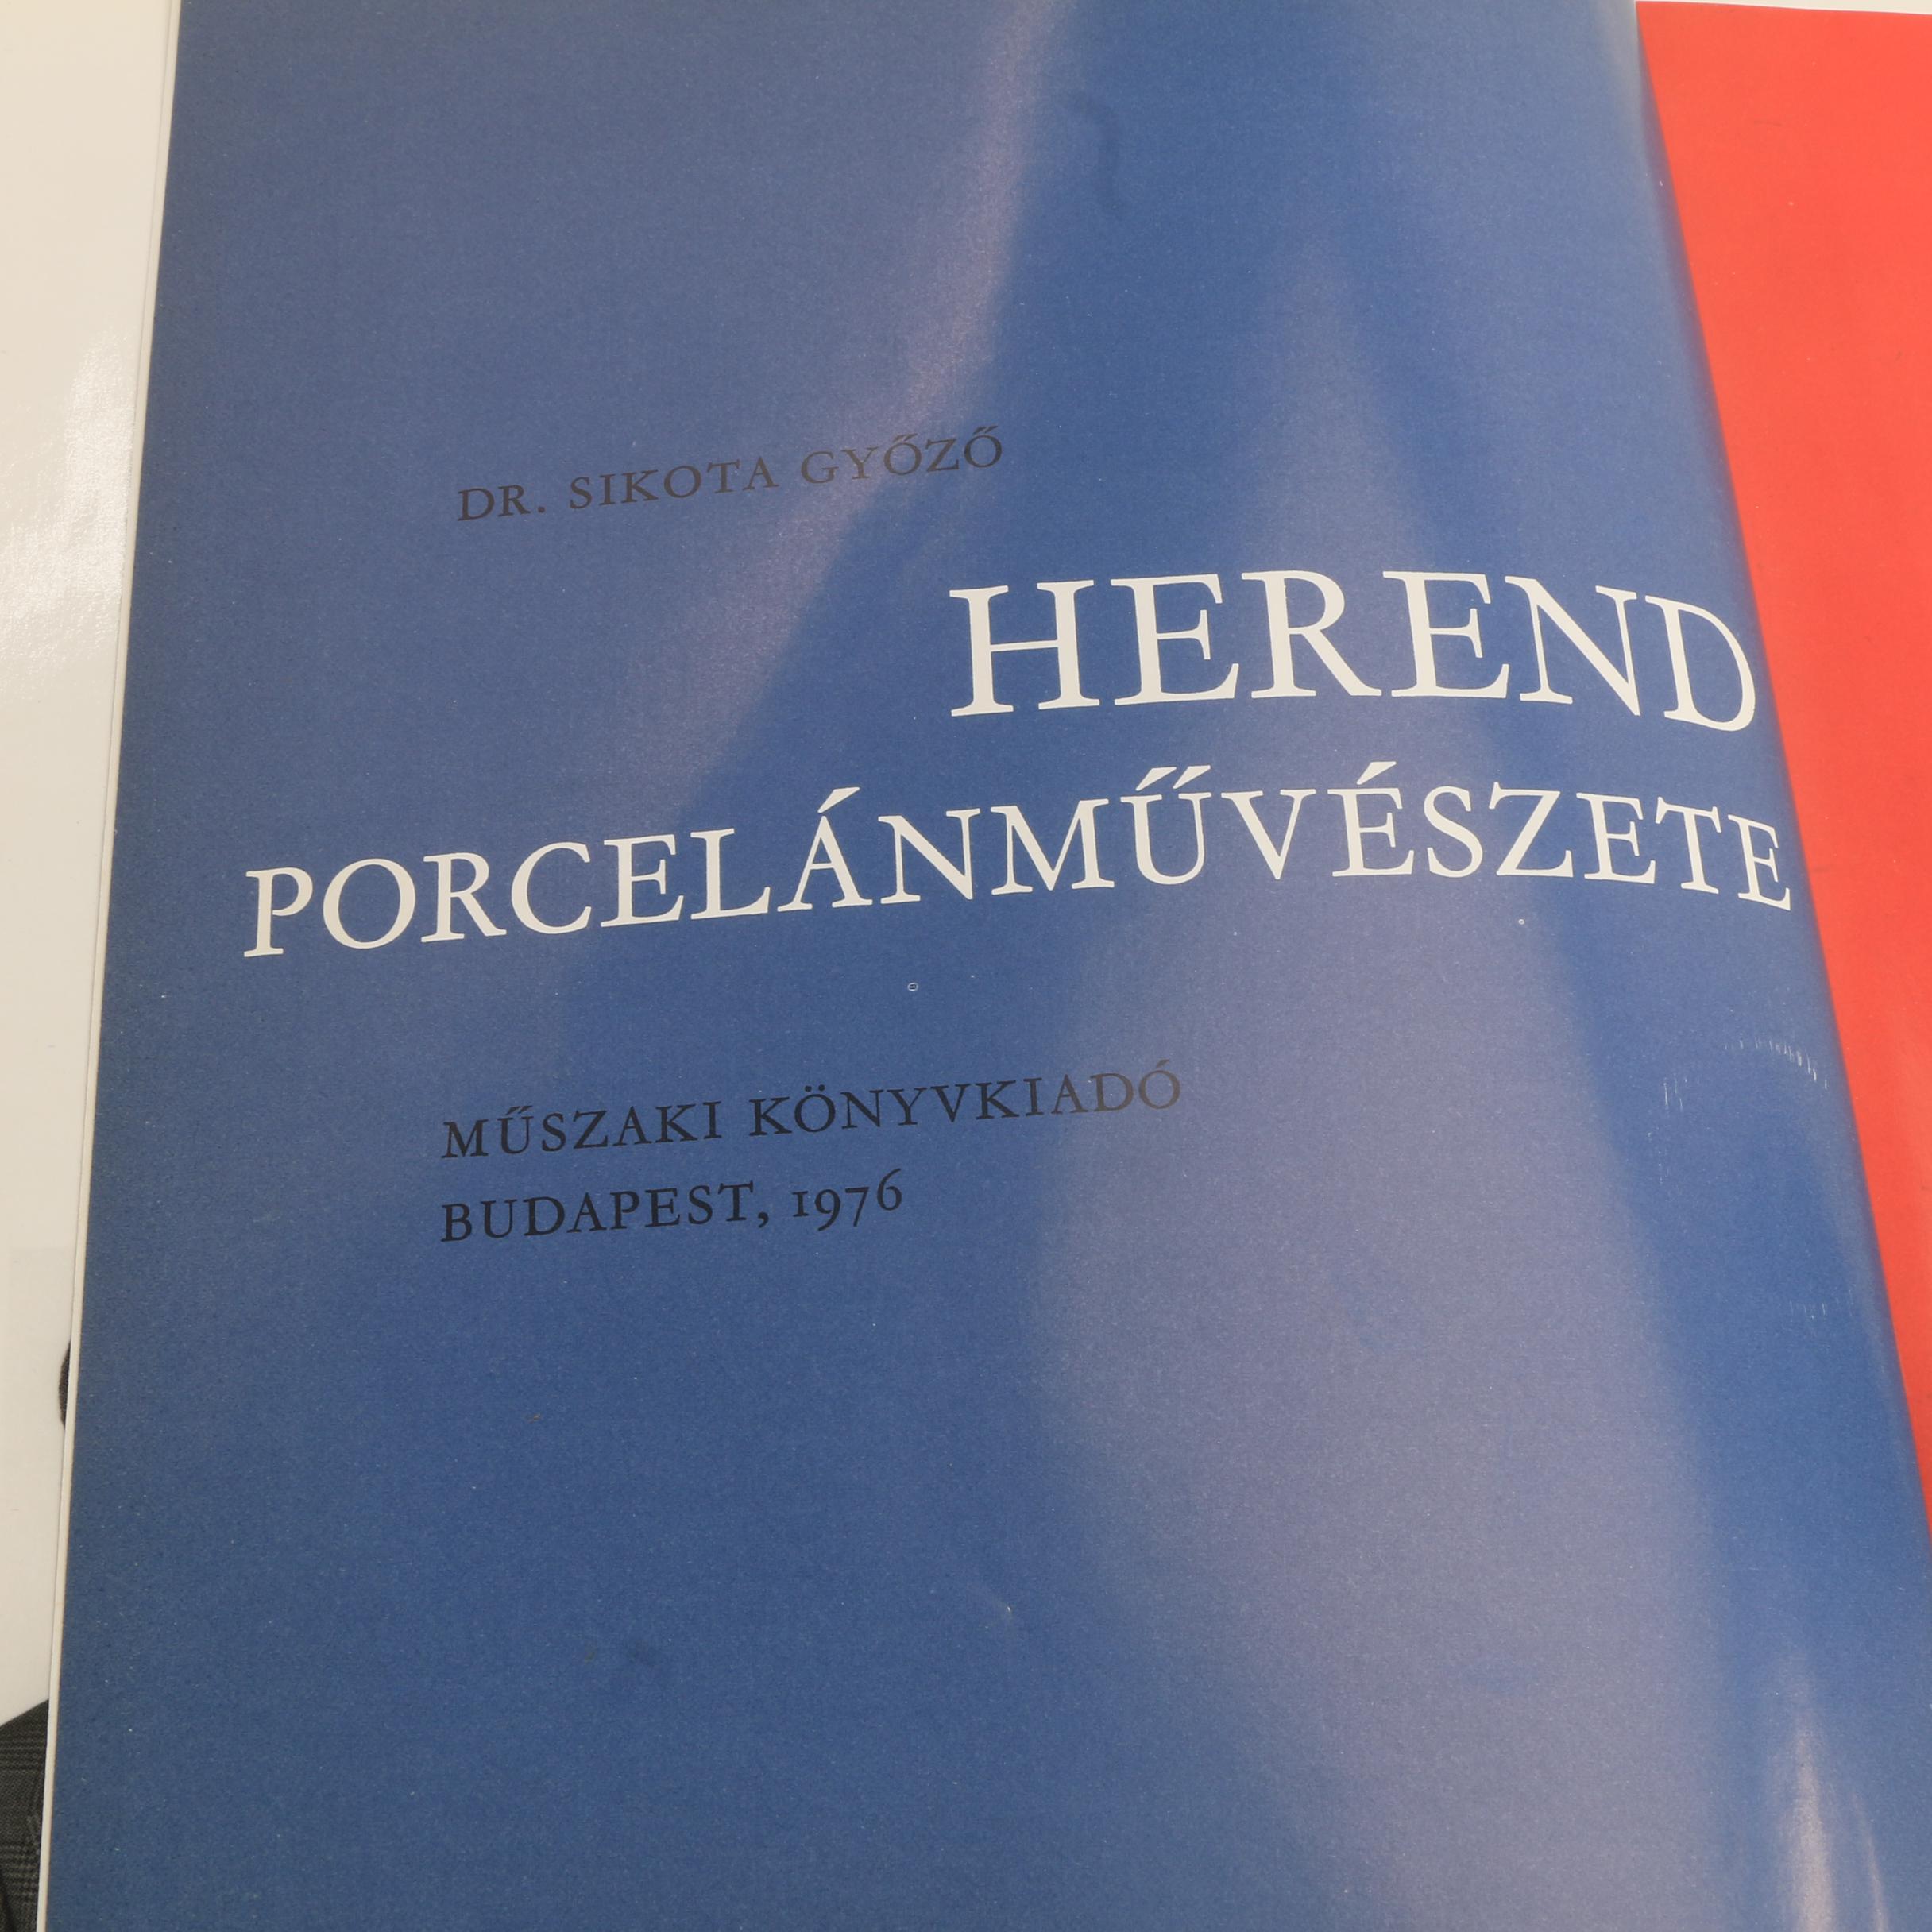 DR. SIKOTA GYŐZŐ
HEREND
PORCELÁNMŰVÉSZETE
MŰSZAKI KÖNYVKIADÓ
BUDAPEST, 1976